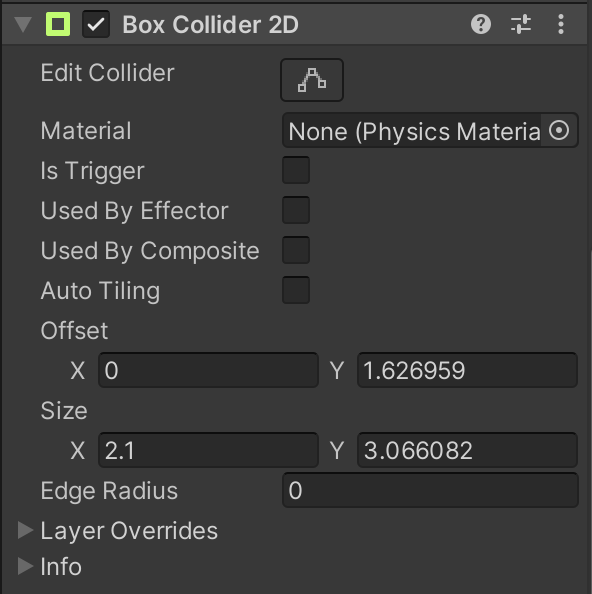 Box Collider 2D
Edit Collider
Material None (Physics Materia
Is Trigger
Used By Effector
Used By Composite
Auto Tiling
Offset
X 0 Y 1.626959
Size
X 2.1 Y 3.066082
Edge Radius 0
Layer Overrides
Info